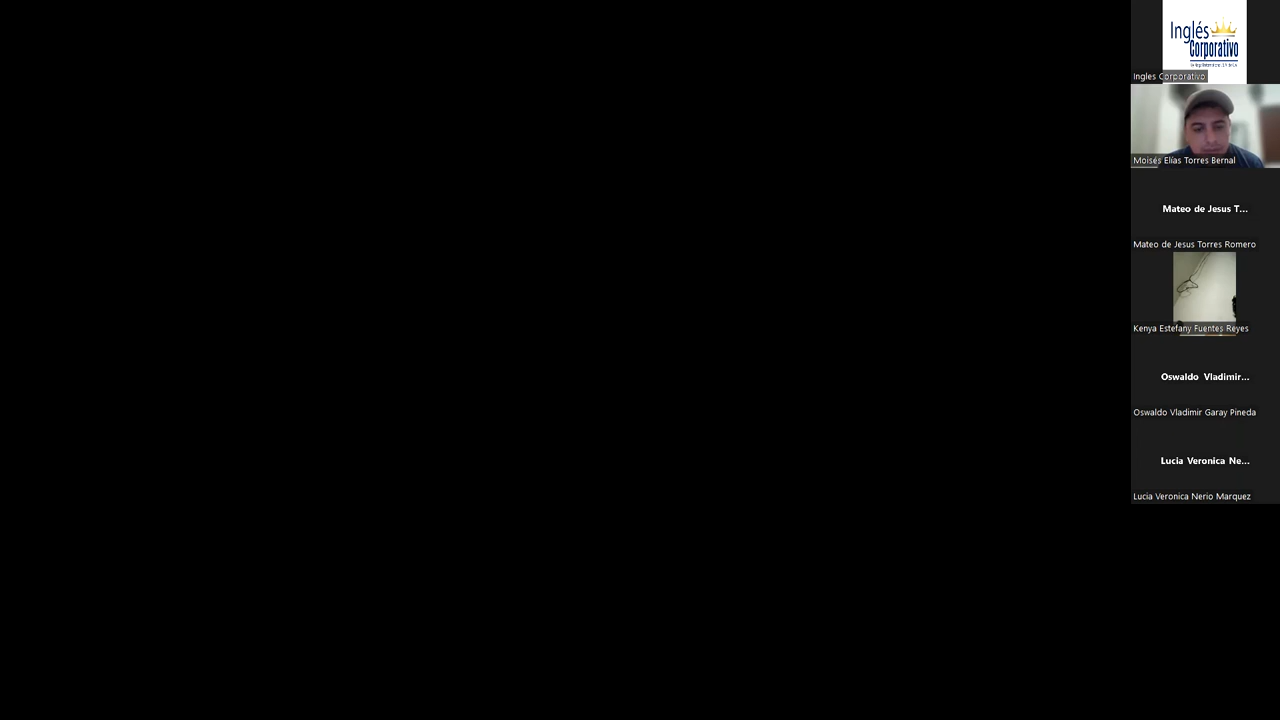 Inglés
Corporativo
Ingles Corporativo
Moisés Elías Torres Bernal
Mateo de Jesus T...
Mateo de Jesus Torres Romero
Kenya Estefany Fuentes Reyes
Oswaldo Vladimir...
Oswaldo Vladimir Garay Pineda
Lucia Veronica Ne...
Lucia Veronica Nerio Marquez